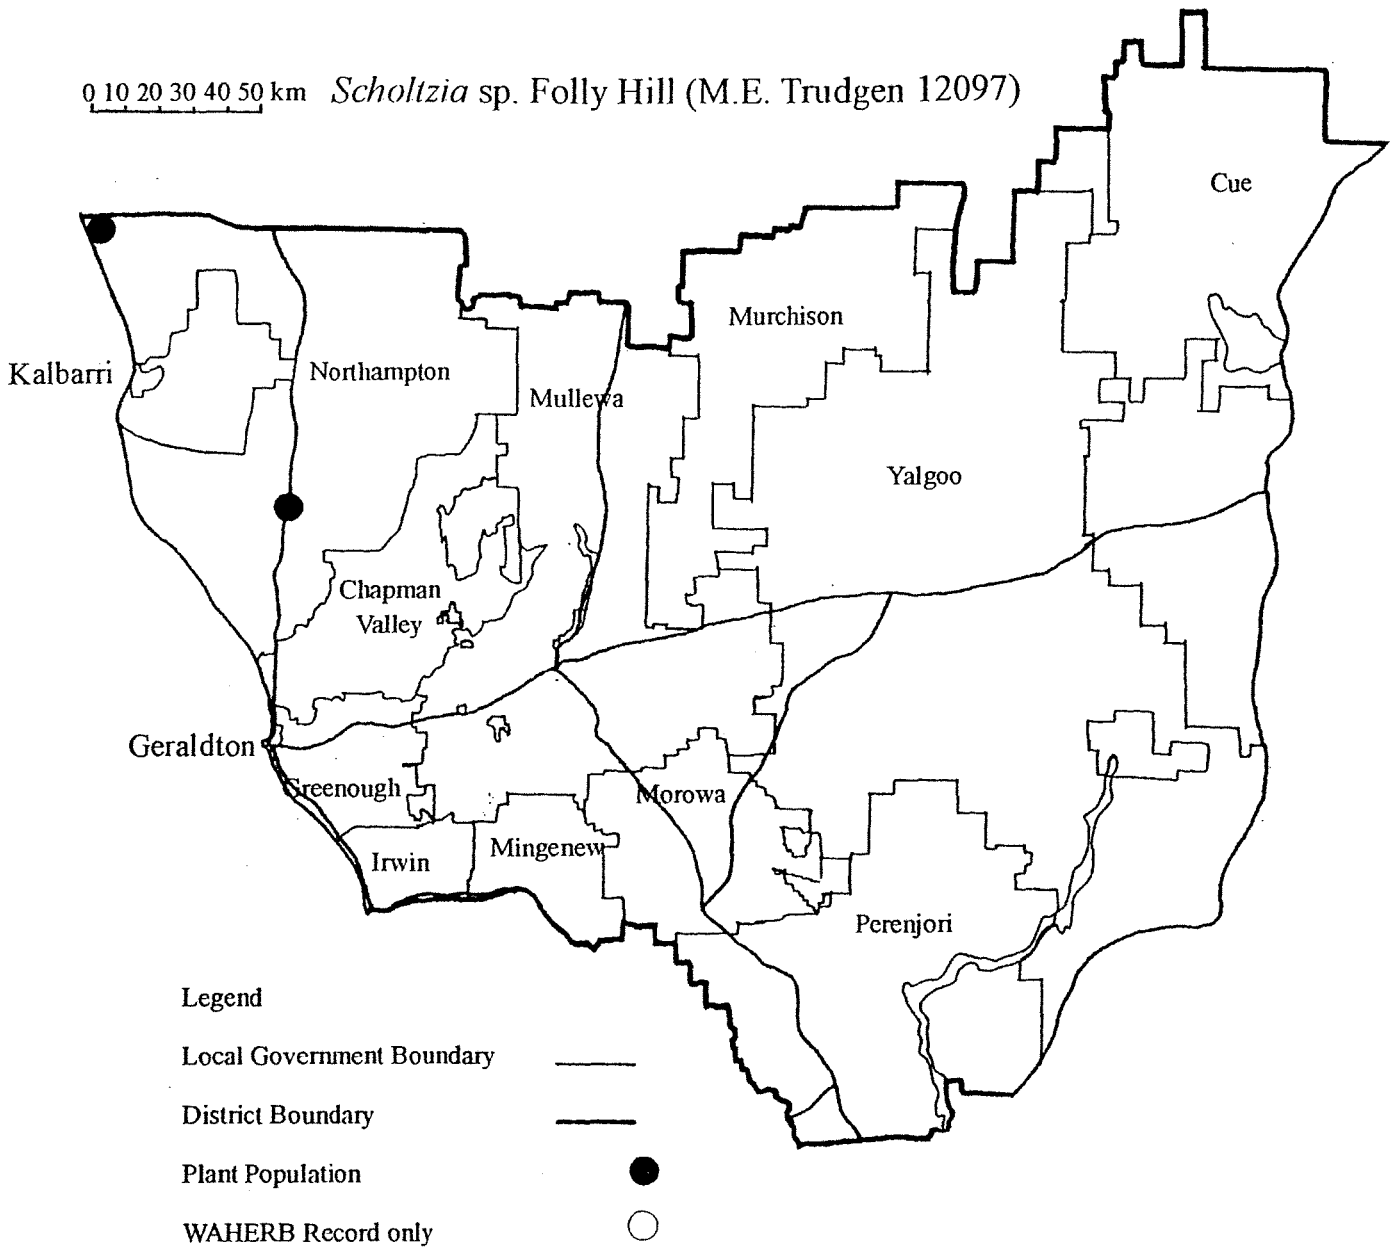 0 10 20 30 40 50 km
Scholtzia sp. Folly Hill (M.E. Trudgen 12097)
Cue
Murchison
Kalbarri
Northampton
Mullewa
Yalgoo
Chapman
Valley
Geraldton
Greenough
Morowa
Irwin
Mingenew
Perenjori
Legend
Local Government Boundary
District Boundary
Plant Population
WAHERB Record only